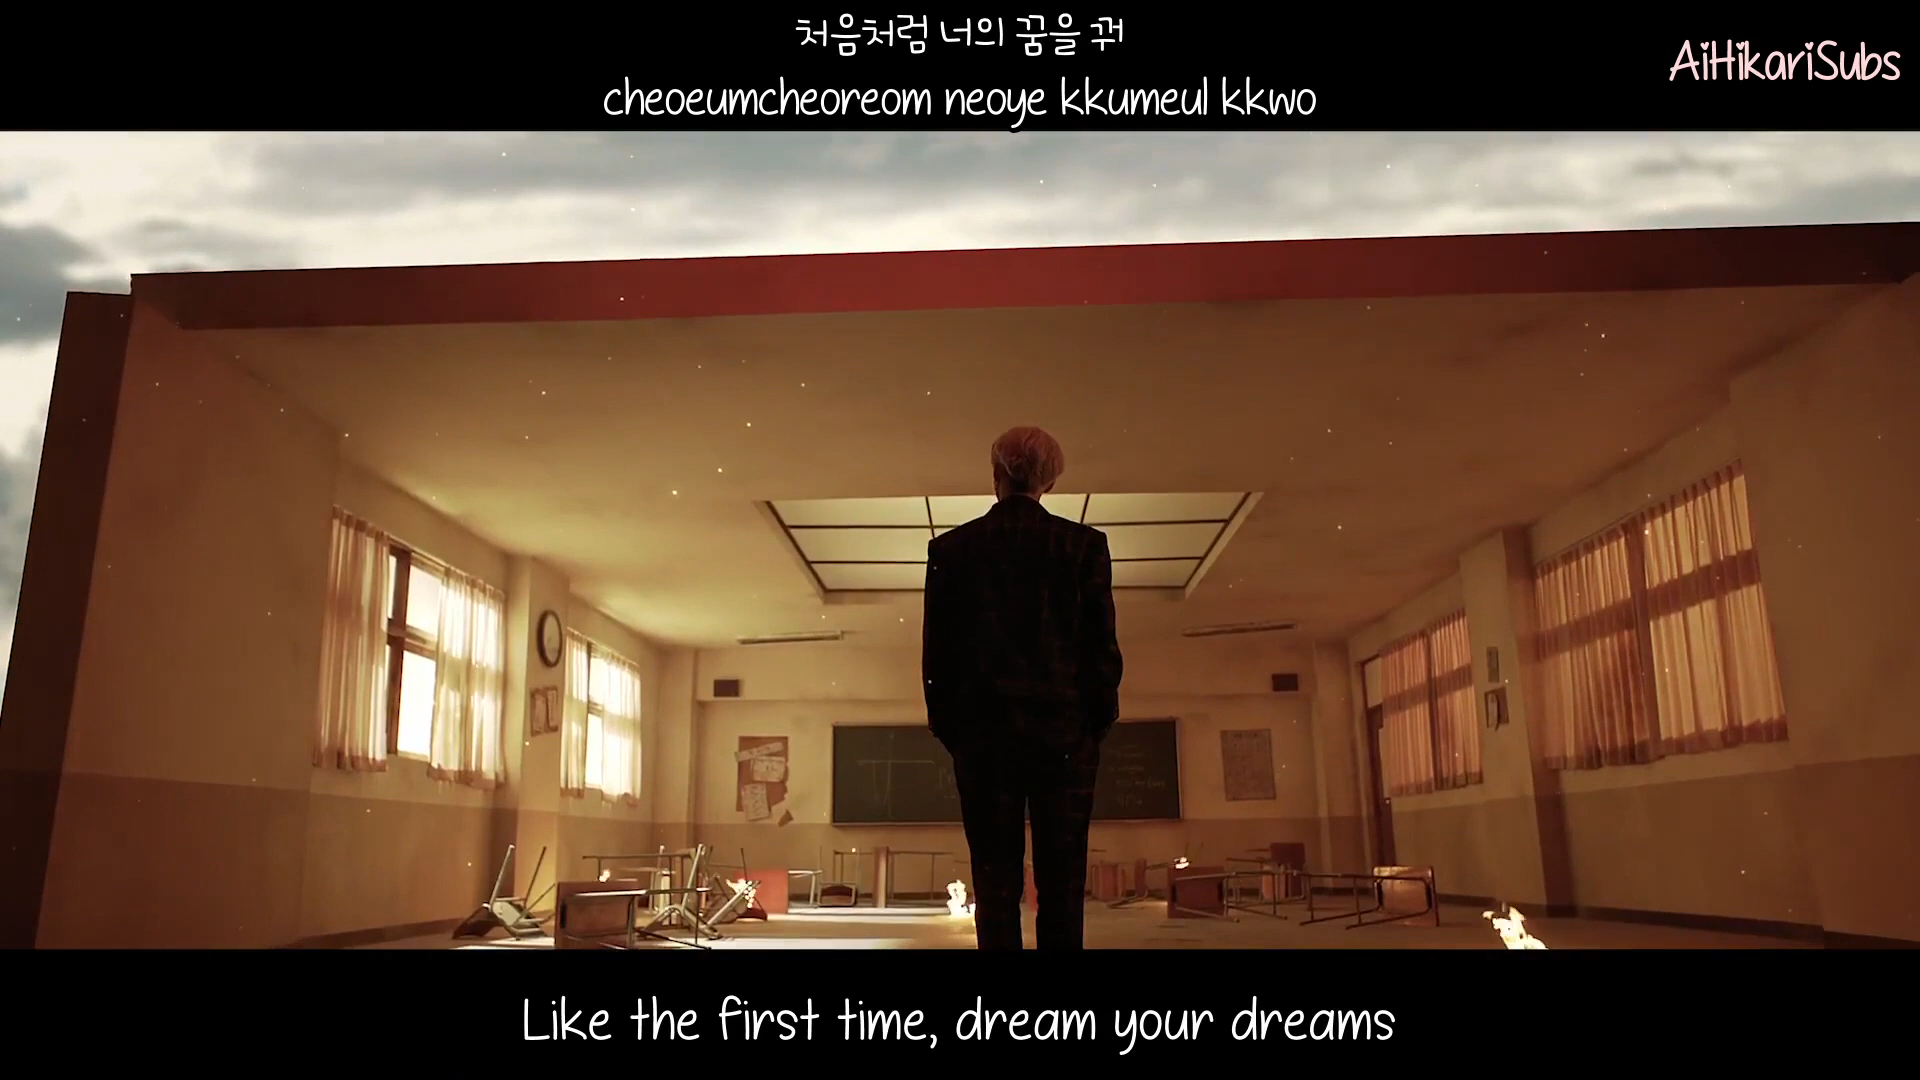 처음처럼 너의 꿈을 꿔
cheoeumcheoreom neoye kkumeul kkwo
AiHikariSubs
Like the first time, dream your dreams